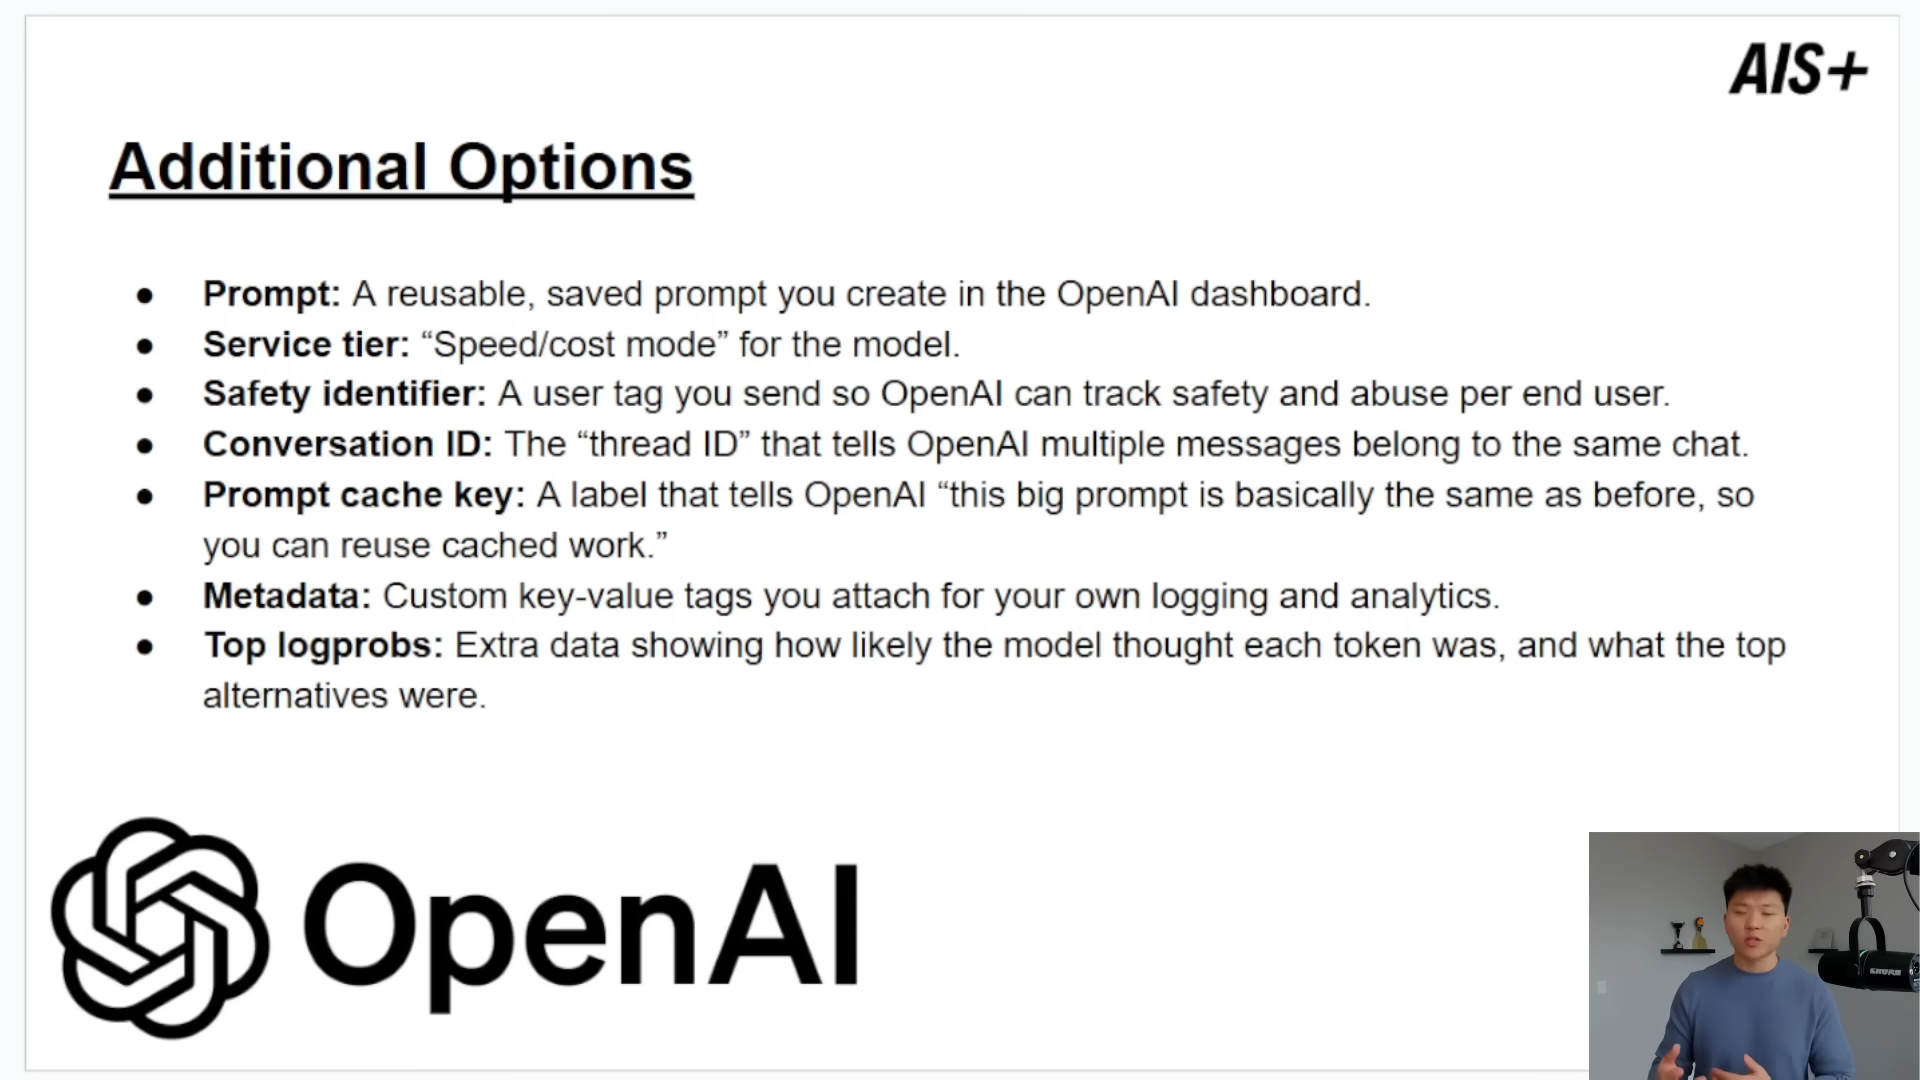 AIS+
Additional Options
● Prompt: A reusable, saved prompt you create in the OpenAI dashboard.
● Service tier: “Speed/cost mode” for the model.
● Safety identifier: A user tag you send so OpenAI can track safety and abuse per end user.
● Conversation ID: The “thread ID” that tells OpenAI multiple messages belong to the same chat.
● Prompt cache key: A label that tells OpenAI “this big prompt is basically the same as before, so
you can reuse cached work.”
● Metadata: Custom key-value tags you attach for your own logging and analytics.
● Top logprobs: Extra data showing how likely the model thought each token was, and what the top
alternatives were.
OpenAI
SHURE